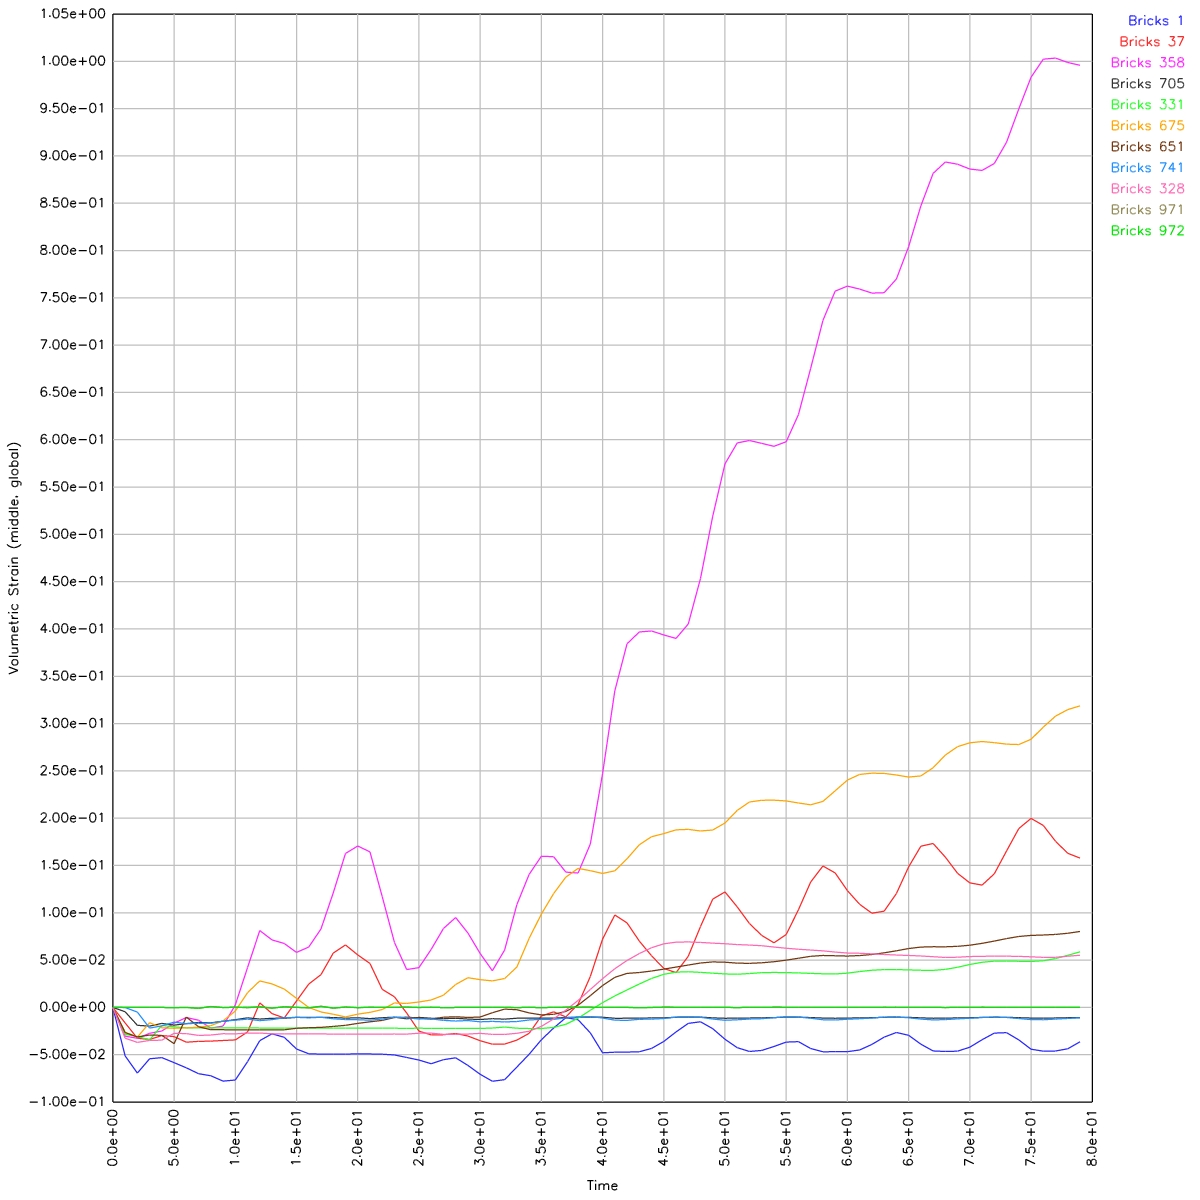 1.05e+00
1.00e+00
9.50e−01
9.00e−01
8.50e−01
8.00e−01
7.50e−01
7.00e−01
6.50e−01
6.00e−01
5.50e−01
5.00e−01
4.50e−01
4.00e−01
3.50e−01
3.00e−01
2.50e−01
2.00e−01
1.50e−01
1.00e−01
5.00e−02
0.00e+00
−5.00e−02
−1.00e−01
Volumetric Strain (middle, global)
0.0e+00
5.0e+00
1.0e+01
1.5e+01
2.0e+01
2.5e+01
3.0e+01
3.5e+01
4.0e+01
4.5e+01
5.0e+01
5.5e+01
6.0e+01
6.5e+01
7.0e+01
7.5e+01
8.0e+01
Time
Bricks 1
Bricks 37
Bricks 358
Bricks 705
Bricks 331
Bricks 675
Bricks 651
Bricks 741
Bricks 328
Bricks 971
Bricks 972